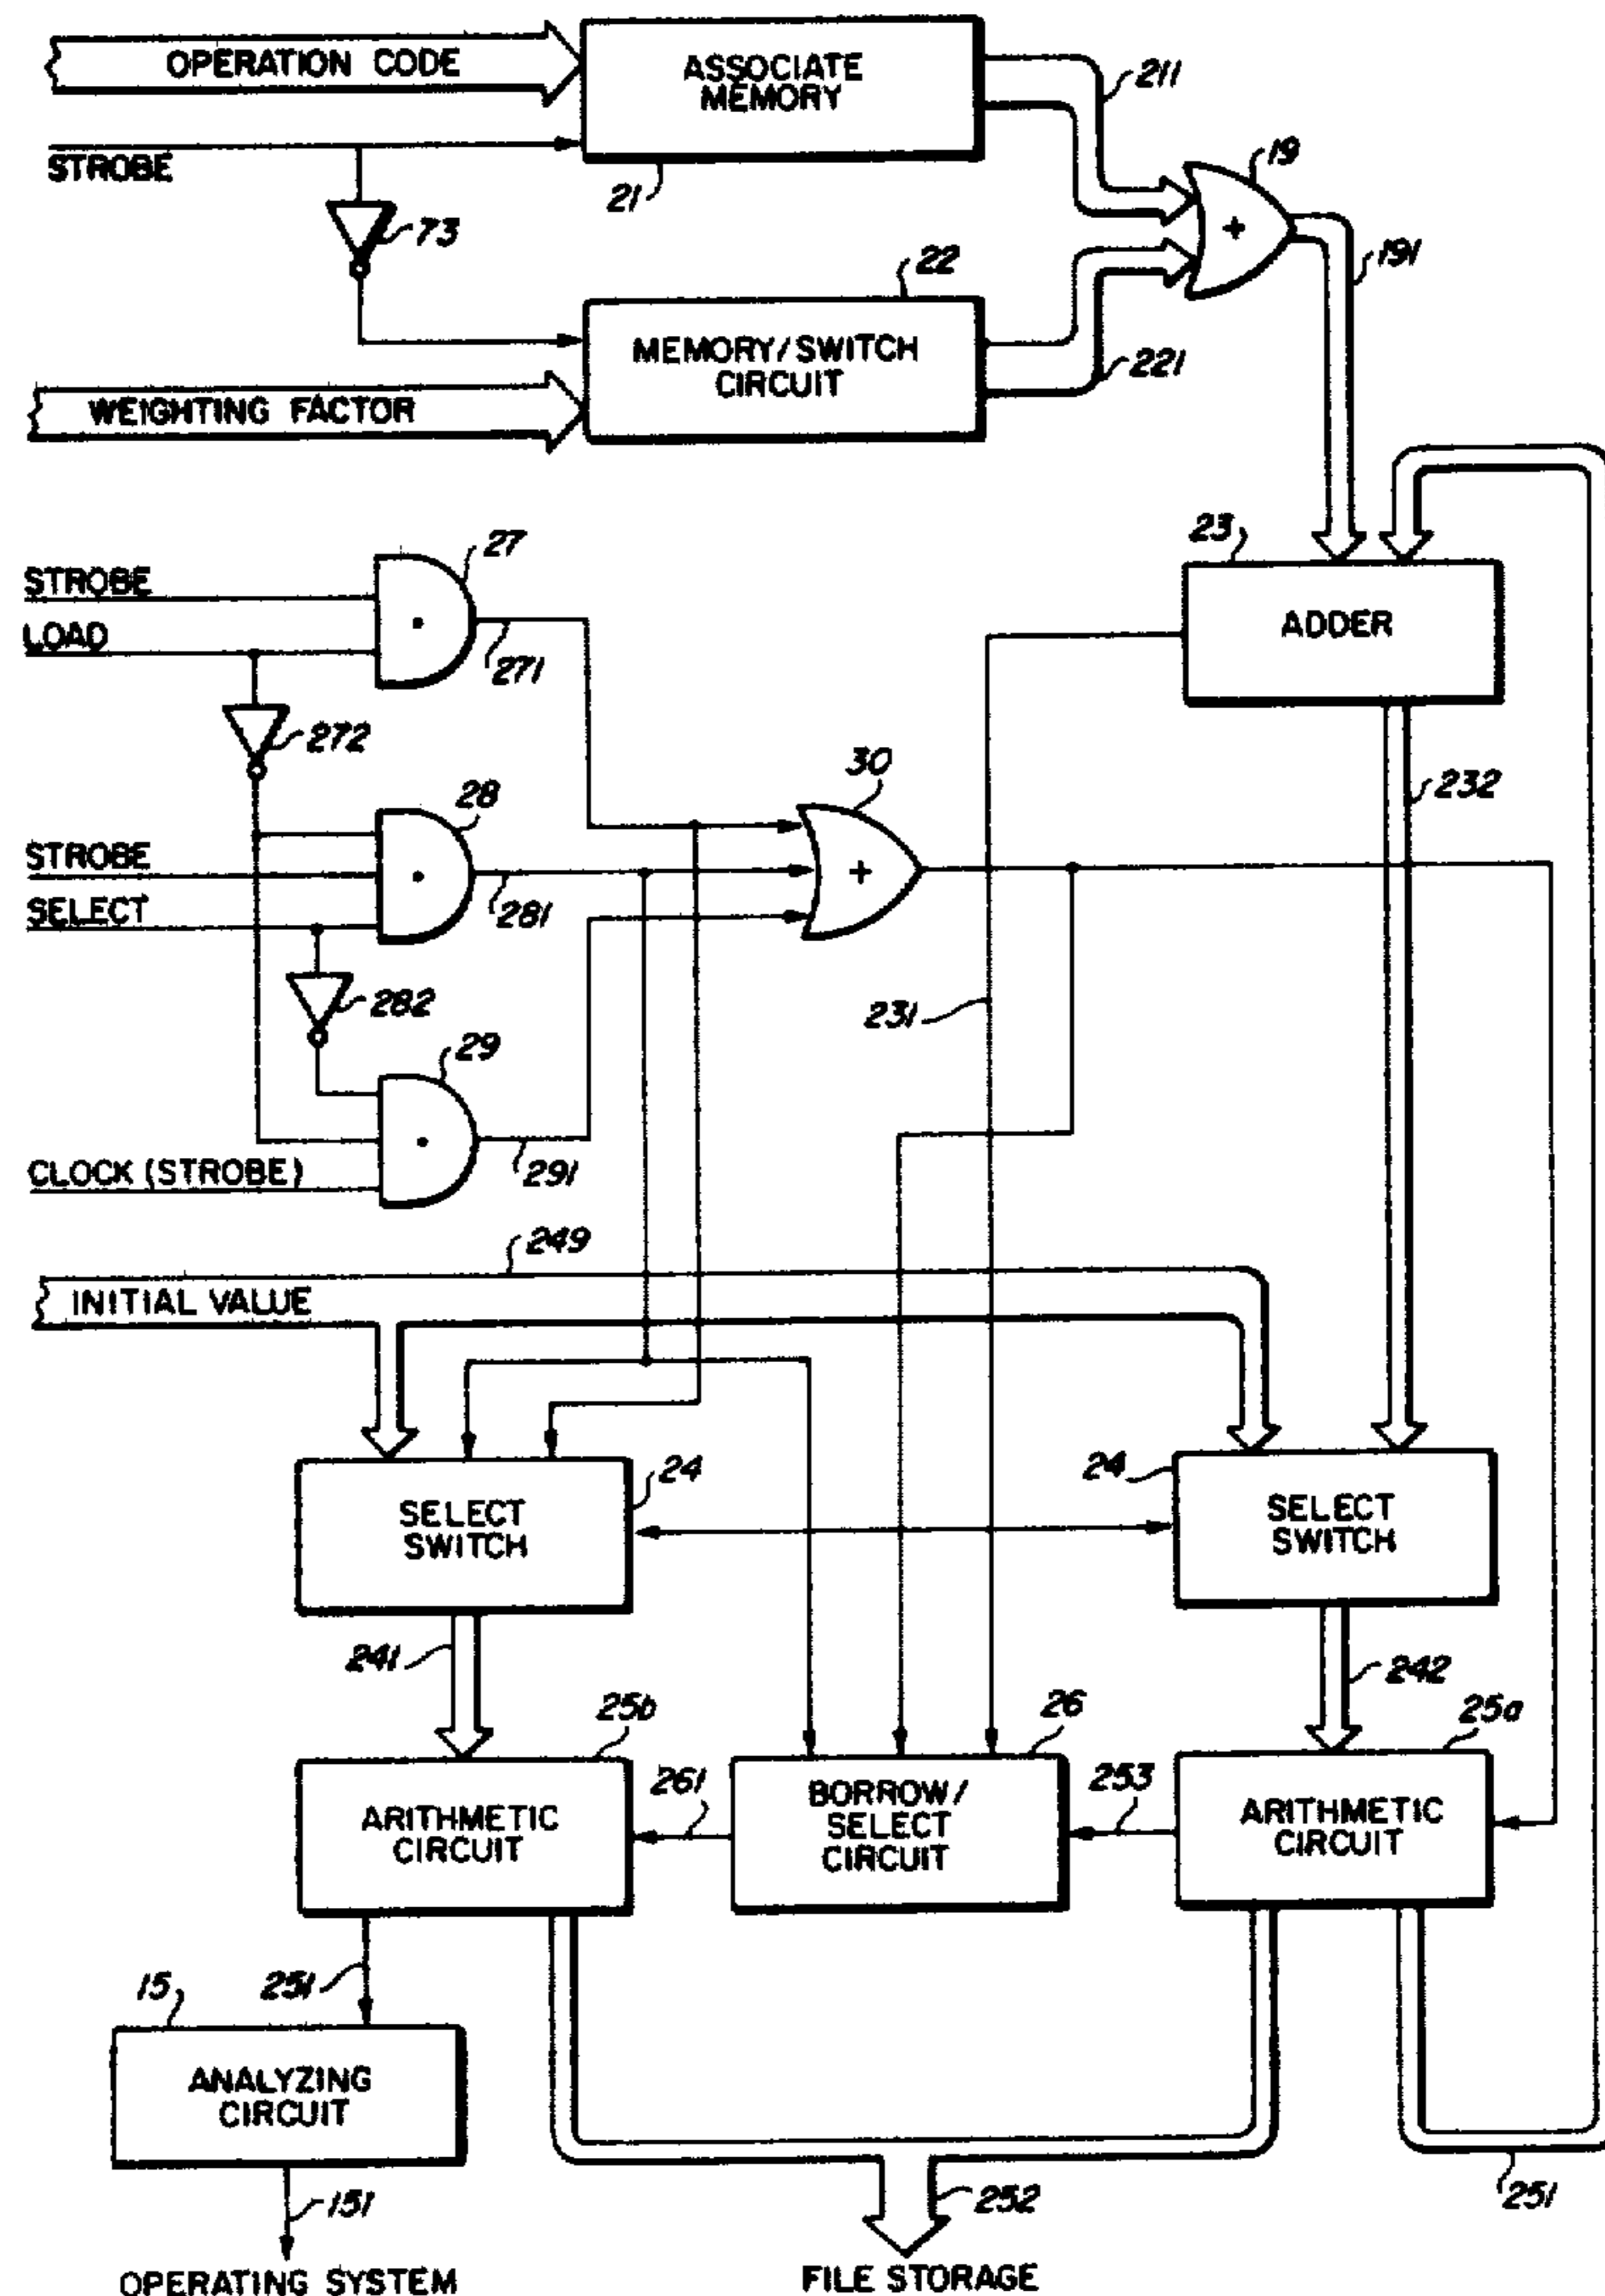 OPERATION CODE
ASSOCIATE
MEMORY
211
STROBE
21
19
73
191
22
MEMORY/SWITCH
CIRCUIT
221
WEIGHTING FACTOR
23
27
STROBE
ADDER
LOAD
271
272
232
30
28
STROBE
+
SELECT
281
282
231
29
CLOCK (STROBE)
291
249
INITIAL VALUE
24
24
SELECT
SWITCH
SELECT
SWITCH
241
242
25b
26
25a
261
253
ARITHMETIC
CIRCUIT
BORROW/
SELECT
CIRCUIT
ARITHMETIC
CIRCUIT
15
251
ANALYZING
CIRCUIT
151
252
251
OPERATING SYSTEM
FILE STORAGE